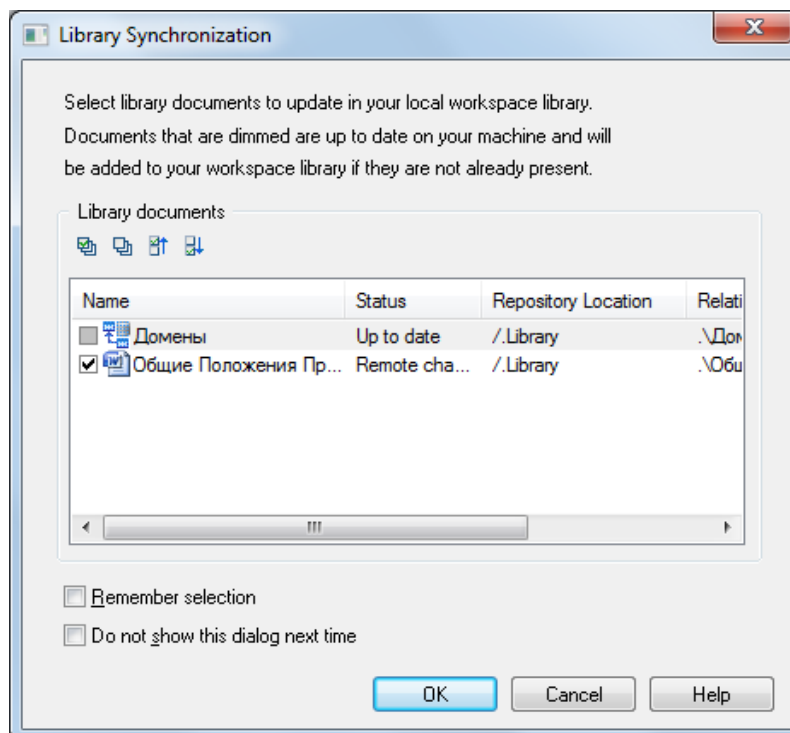 Library Synchronization
Select library documents to update in your local workspace library.
Documents that are dimmed are up to date on your machine and will
be added to your workspace library if they are not already present.
Library documents
Name Status Repository Location Relati
Домены Up to date /.Library .\Дом
Общие Положения Пр... Remote cha... /.Library .\Общ
Remember selection
Do not show this dialog next time
OK Cancel Help